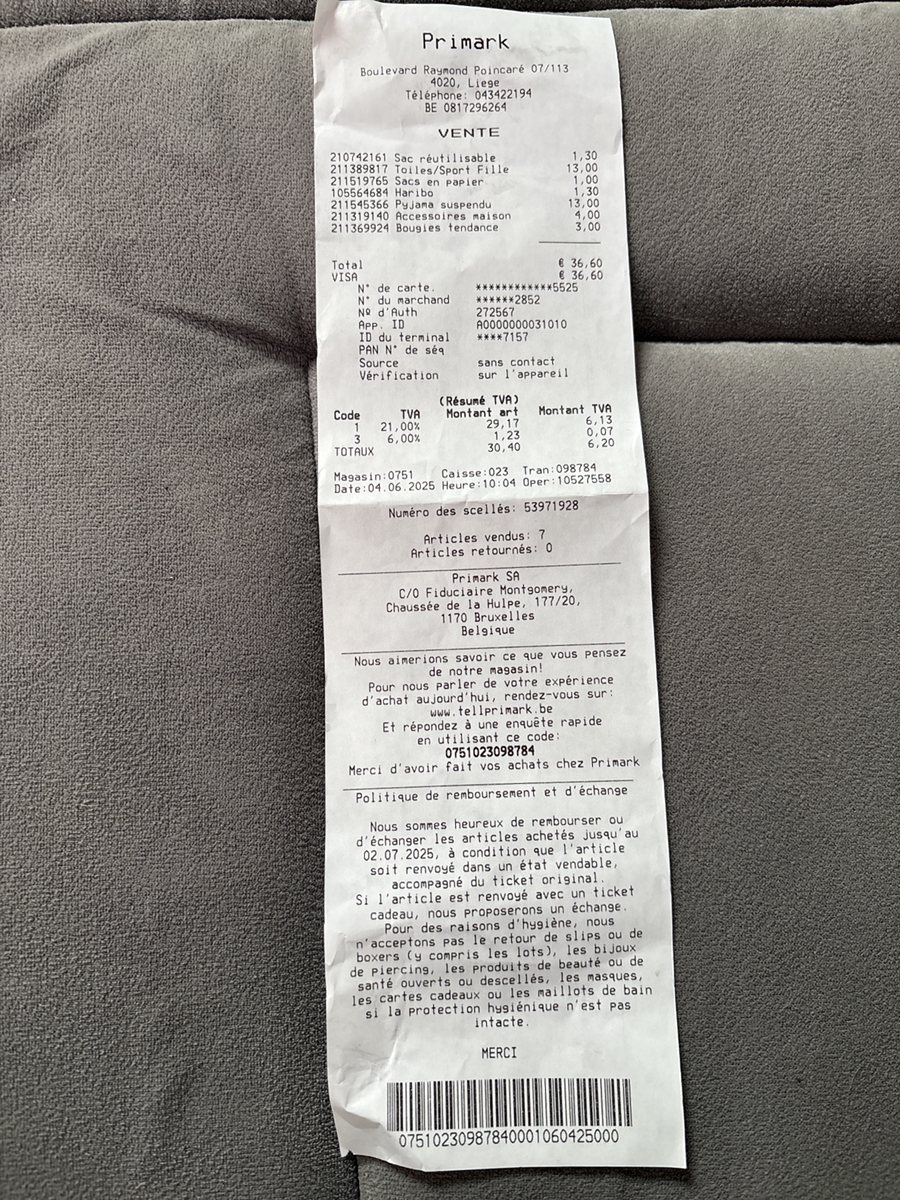 Primark
Boulevard Raymond Poincaré 07/113
4020, Liege
Téléphone: 043422194
BE 0817296264
VENTE
210742161 Sac réutilisable 1,30
211389817 Toiles/Sport Fille 13,00
211519765 Sacs en papier 1,00
105564684 Haribo 1,30
211545366 Pyjama suspendu 13,00
211319140 Accessoires maison 4,00
211369924 Bougies tendance 3,00
Total € 36,60
VISA € 36,60
N° de carte. ************5525
N° du marchand ******2852
Nº d'Auth 272567
App. ID A0000000031010
ID du terminal ****7157
PAN N° de séq
Source sans contact
Vérification sur l'appareil
(Résumé TVA)
Code TVA Montant art Montant TVA
1 21,00% 29,17 6,13
3 6,00% 1,23 0,07
TOTAUX 30,40 6,20
Magasin:0751 Caisse:023 Tran:098784
Date:04.06.2025 Heure:10:04 Oper:10527558
Numéro des scellés: 53971928
Articles vendus: 7
Articles retournés: 0
Primark SA
C/O Fiduciaire Montgomery,
Chaussée de la Hulpe, 177/20,
1170 Bruxelles
Belgique
Nous aimerions savoir ce que vous pensez
de notre magasin!
Pour nous parler de votre expérience
d'achat aujourd'hui, rendez-vous sur:
www.tellprimark.be
Et répondez à une enquête rapide
en utilisant ce code:
0751023098784
Merci d'avoir fait vos achats chez Primark
Politique de remboursement et d'échange
Nous sommes heureux de rembourser ou
d'échanger les articles achetés jusqu'au
02.07.2025, à condition que l'article
soit renvoyé dans un état vendable,
accompagné du ticket original.
Si l'article est renvoyé avec un ticket
cadeau, nous proposerons un échange.
Pour des raisons d'hygiène, nous
n'acceptons pas le retour de slips ou de
boxers (y compris les lots), les bijoux
de piercing, les produits de beauté ou de
santé ouverts ou descellés, les masques,
les cartes cadeaux ou les maillots de bain
si la protection hygiénique n'est pas
intacte.
MERCI
07510230987840001060425000